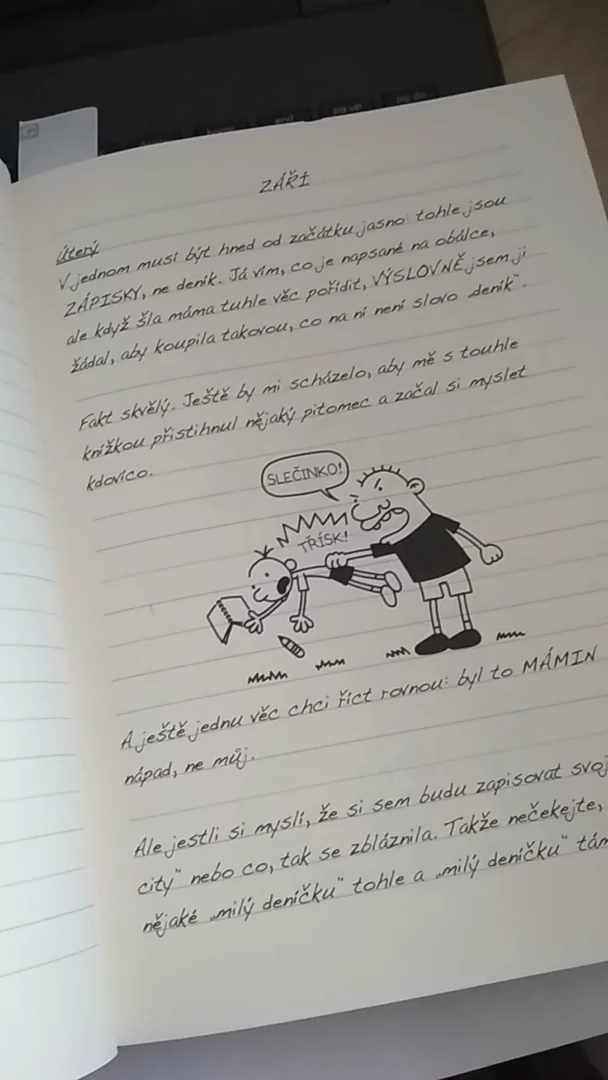 ZÁŘÍ
Úterý
V jednom musí být hned od začátku jasno: tohle jsou
ZÁPISKY, ne deník. Já vím, co je napsané na obálce,
ale když šla máma tuhle věc pořídit, VÝSLOVNĚ jsem ji
žádal, aby koupila takovou, co na ní není slovo „deník“.
Fakt skvělý. Ještě by mi scházelo, aby mě s touhle
knížkou přistihnul nějaký pitomec a začal si myslet
kdovíco.
SLEČINKO!
TŘÍSK!
A ještě jednu věc chci říct rovnou: byl to MÁMIN
nápad, ne můj.
Ale jestli si myslí, že si sem budu zapisovat svoj
city“ nebo co, tak se zbláznila. Takže nečekejte,
nějaké „milý deníčku“ tohle a „milý deníčku“ tám